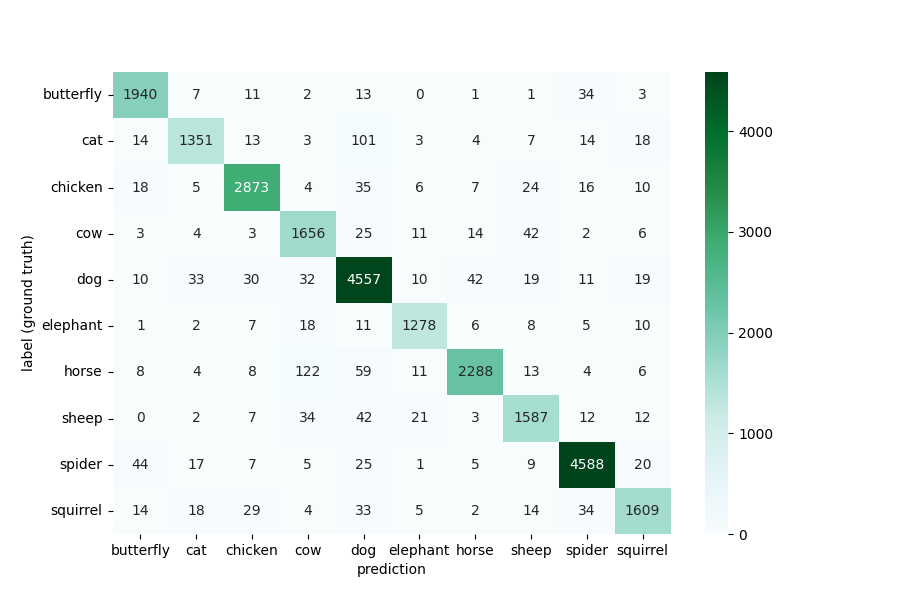 butterfly 1940 7 11 2 13 0 1 1 34 3
cat 14 1351 13 3 101 3 4 7 14 18
4000
chicken 18 5 2873 4 35 6 7 24 16 10
cow 3 4 3 1656 25 11 14 42 2 6
3000
dog 10 33 30 32 4557 10 42 19 11 19
label (ground truth)
elephant 1 2 7 18 11 1278 6 8 5 10
2000
horse 8 4 8 122 59 11 2288 13 4 6
sheep 0 2 7 34 42 21 3 1587 12 12
1000
spider 44 17 7 5 25 1 5 9 4588 20
squirrel 14 18 29 4 33 5 2 14 34 1609
0
butterfly cat chicken cow dog elephant horse sheep spider squirrel
prediction